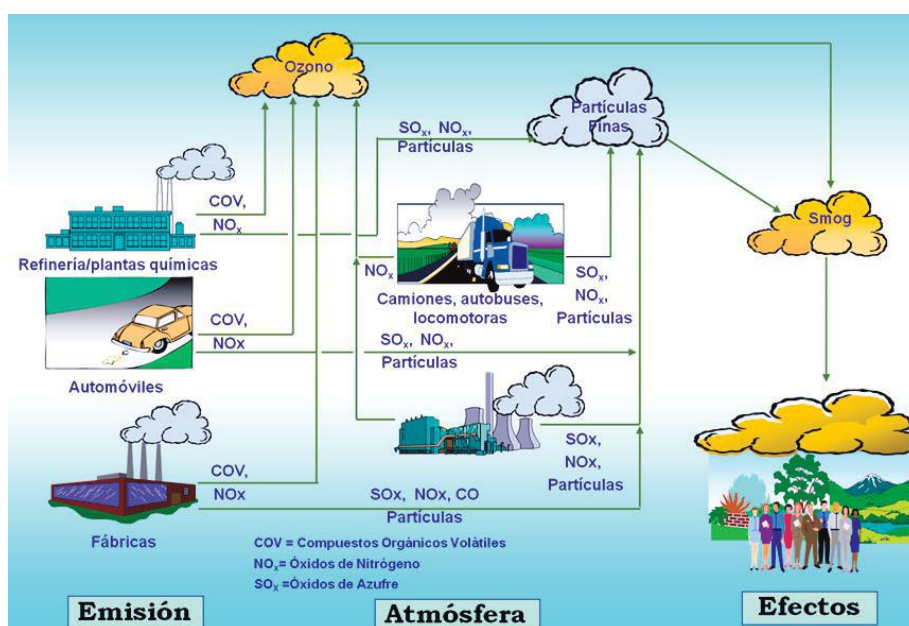 Ozono
Partículas
Finas
SOx, NOx,
Partículas
COV,
NOx
Smog
Refinería/plantas químicas
NOx
Camiones, autobuses,
locomotoras
SOx,
NOx,
Partículas
COV,
NOx
SOx, NOx,
Partículas
Automóviles
COV,
NOx
SOx,
NOx,
Partículas
SOx, NOx, CO
Partículas
Fábricas
COV = Compuestos Orgánicos Volátiles
NOx= Óxidos de Nitrógeno
SOx =Óxidos de Azufre
Emisión
Atmósfera
Efectos